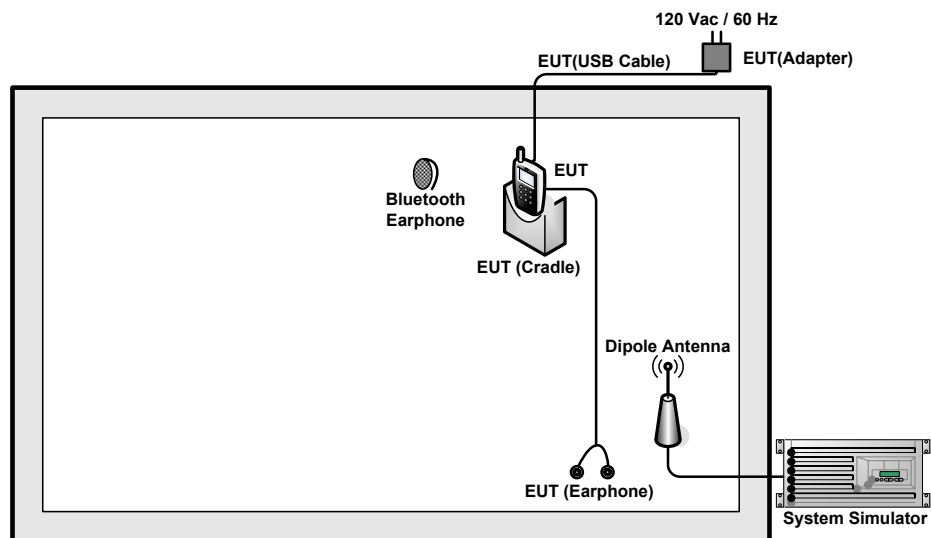 120 Vac / 60 Hz
EUT(USB Cable)
EUT(Adapter)
EUT
Bluetooth
Earphone
EUT (Cradle)
Dipole Antenna
EUT (Earphone)
System Simulator